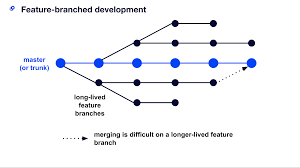 Feature-branched development
master
(or trunk)
long-lived
feature
branches
merging is difficult on a longer-lived feature
branch